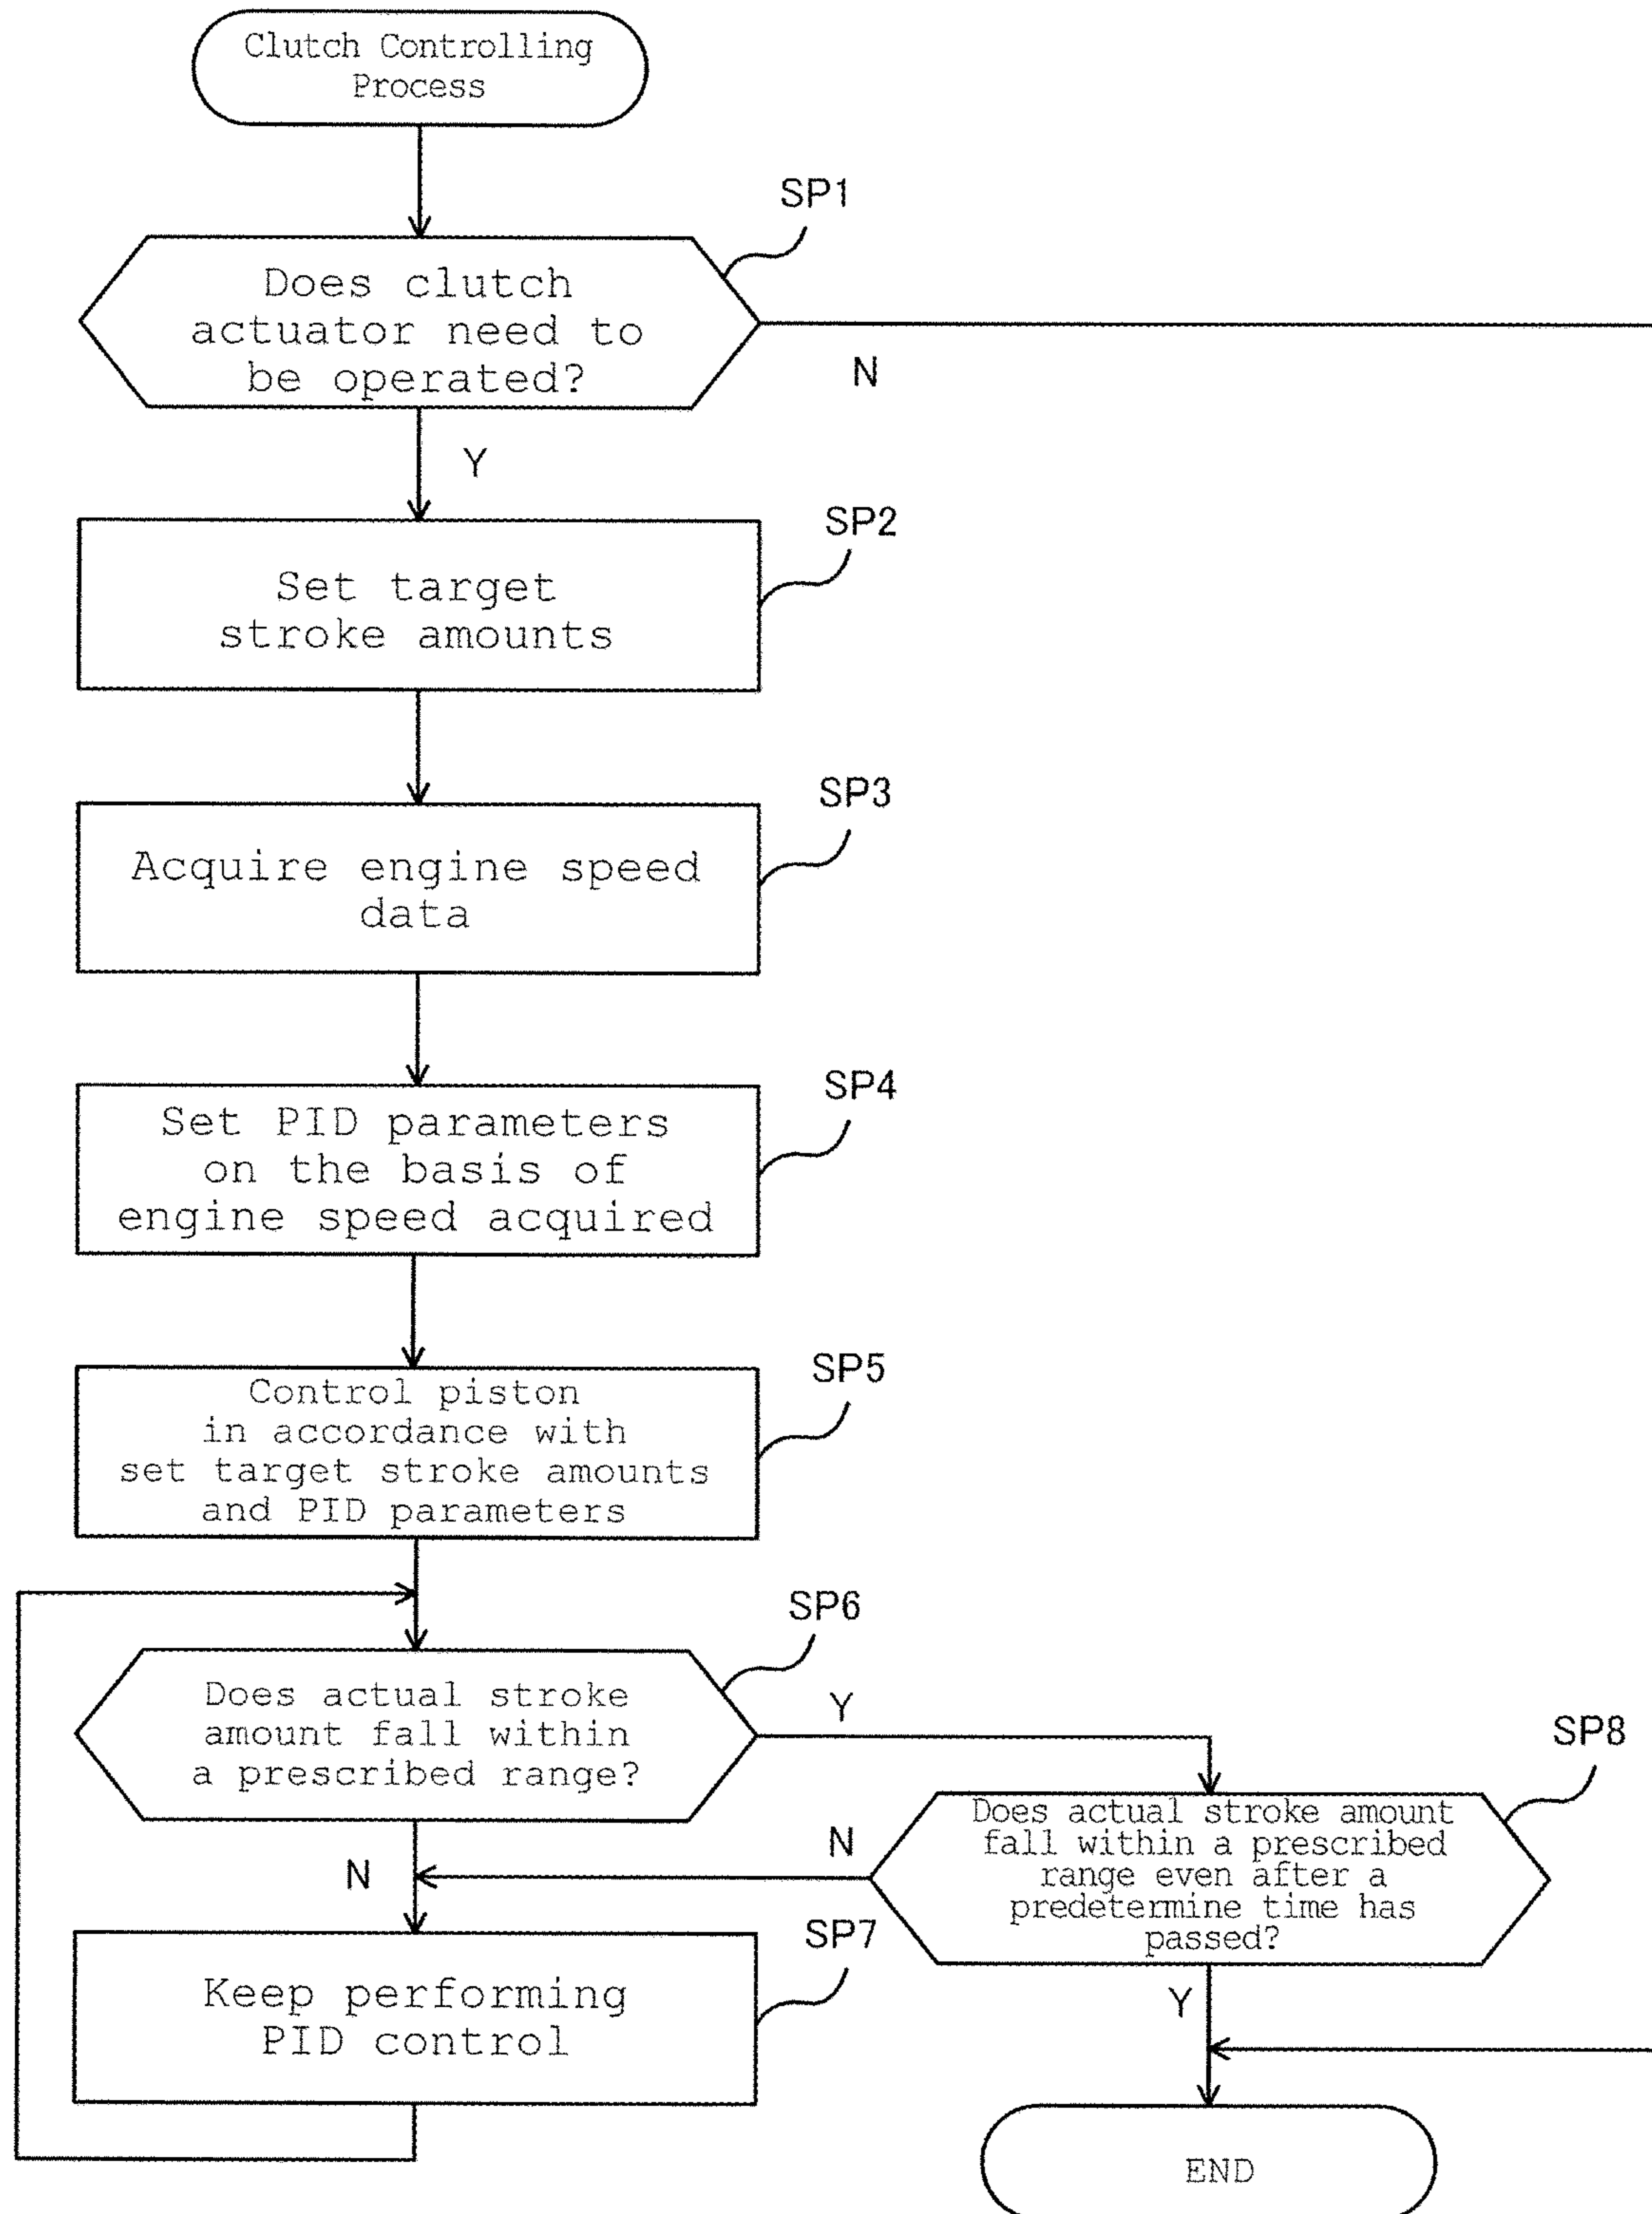 Clutch Controlling
Process
SP1
Does clutch
actuator need to
be operated?
N
Y
SP2
Set target
stroke amounts
SP3
Acquire engine speed
data
SP4
Set PID parameters
on the basis of
engine speed acquired
SP5
Control piston
in accordance with
set target stroke amounts
and PID parameters
SP6
Does actual stroke
amount fall within
a prescribed range?
Y
N
SP8
Does actual stroke amount
fall within a prescribed
range even after a
predetermine time has
passed?
N
Y
SP7
Keep performing
PID control
END